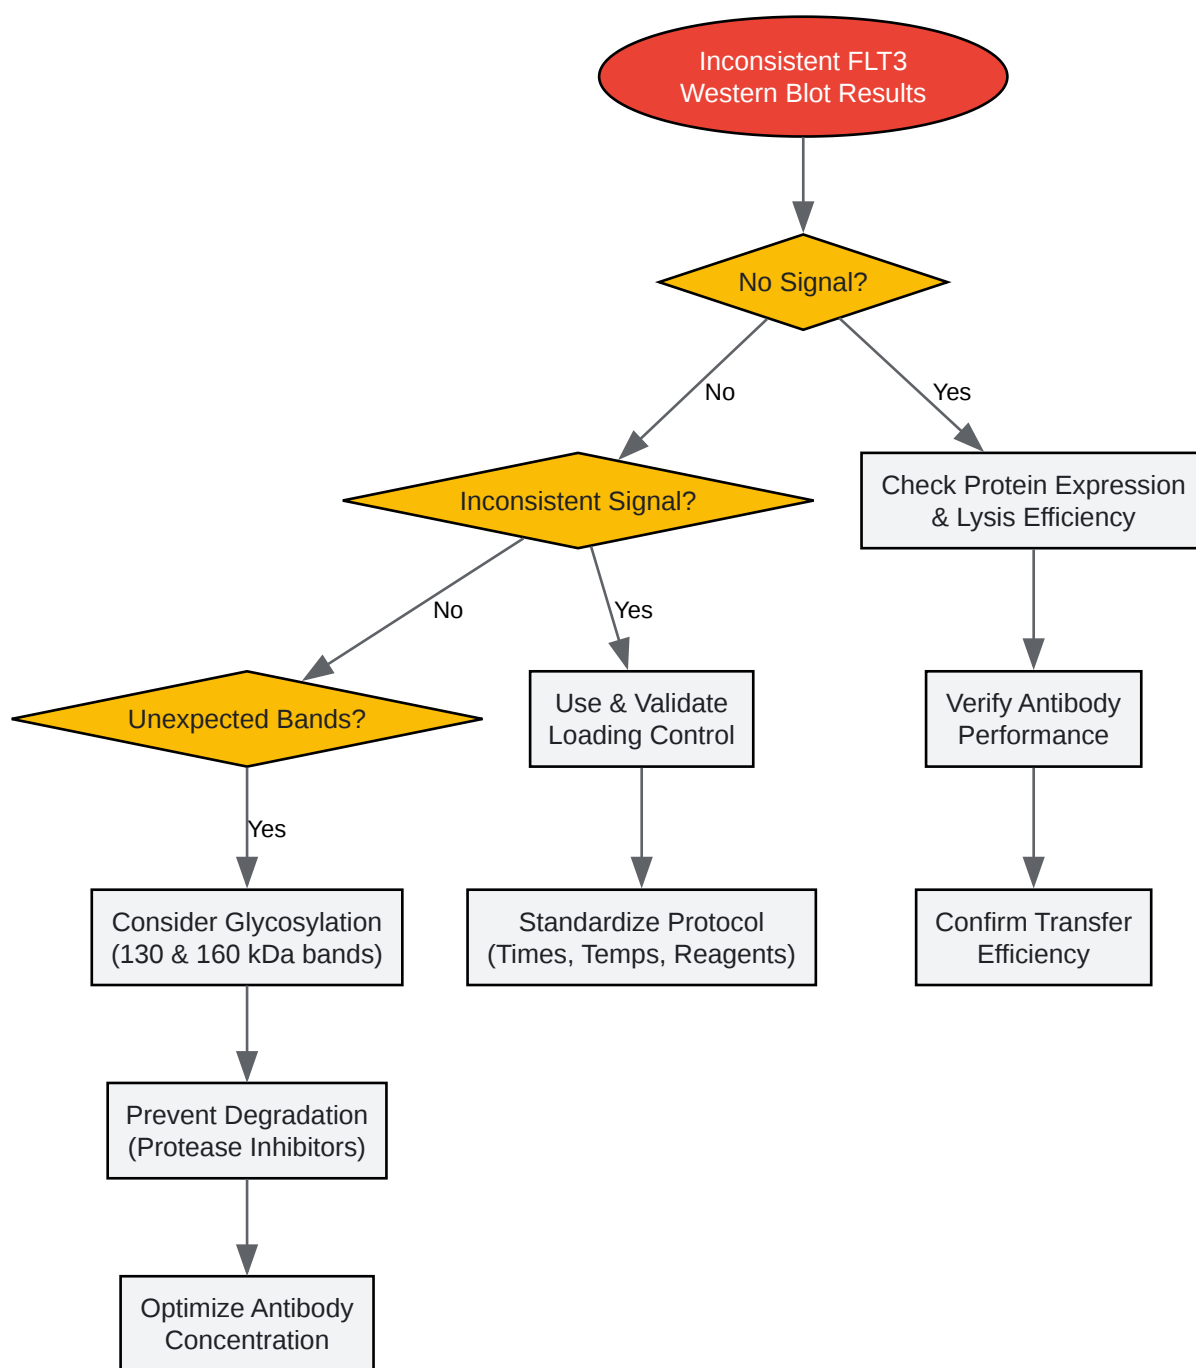 Inconsistent FLT3
Western Blot Results
No Signal?
No
Yes
Inconsistent Signal?
Check Protein Expression
& Lysis Efficiency
No
Yes
Unexpected Bands?
Use & Validate
Loading Control
Verify Antibody
Performance
Yes
Consider Glycosylation
(130 & 160 kDa bands)
Standardize Protocol
(Times, Temps, Reagents)
Confirm Transfer
Efficiency
Prevent Degradation
(Protease Inhibitors)
Optimize Antibody
Concentration